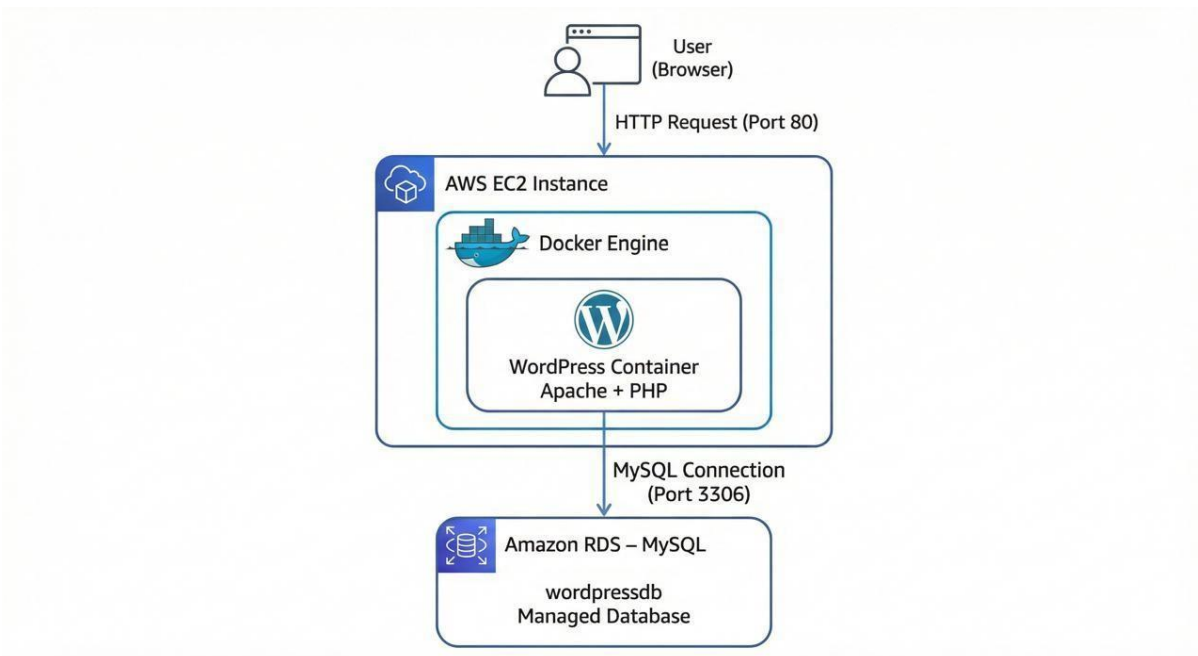 User
(Browser)
HTTP Request (Port 80)
AWS EC2 Instance
Docker Engine
WordPress Container
Apache + PHP
MySQL Connection
(Port 3306)
Amazon RDS – MySQL
wordpressdb
Managed Database